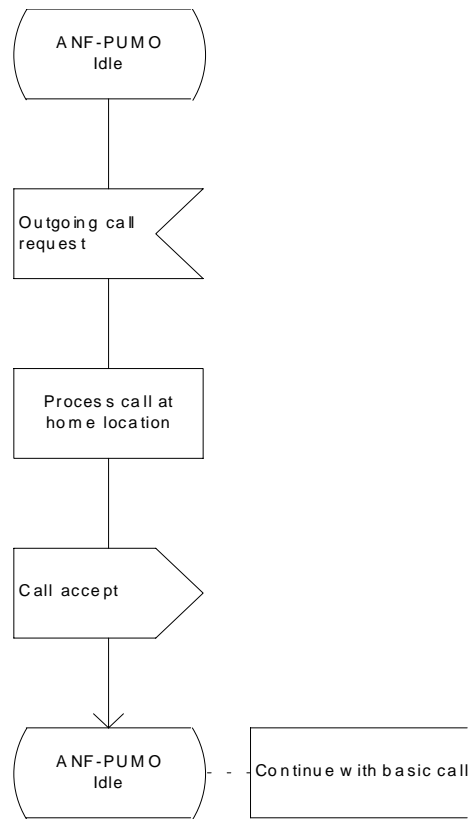 ANF-PUMO
Idle
Outgoing call
request
Process call at
home location
Call accept
ANF-PUMO
Idle
Continue with basic call